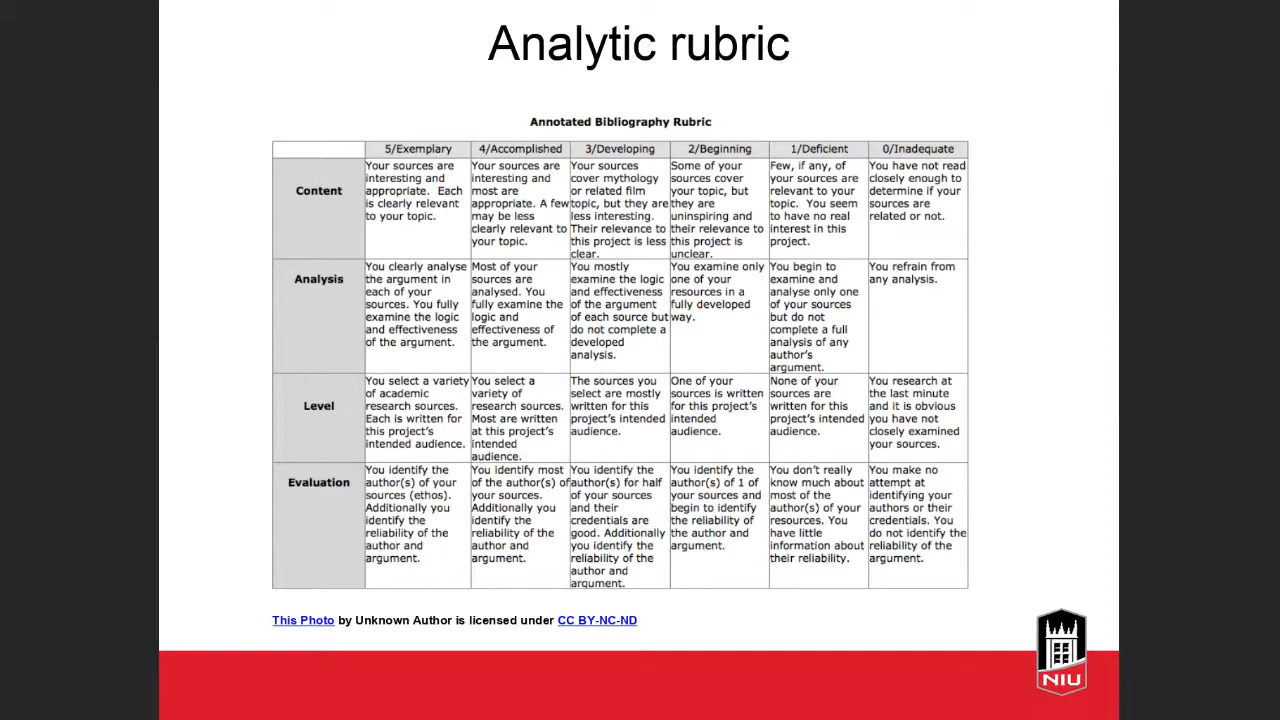 Analytic rubric
Annotated Bibliography Rubric
5/Exemplary 4/Accomplished 3/Developing 2/Beginning 1/Deficient 0/Inadequate
Content
Your sources are
interesting and
appropriate. Each
is clearly relevant
to your topic.
Your sources are
interesting and
most are
appropriate. A few
may be less
clearly relevant to
your topic.
Your sources
cover mythology
or related film
topic, but they are
less interesting.
Their relevance to
this project is less
clear.
Some of your
sources cover
your topic, but
they are
uninspiring and
their relevance to
this project is
unclear.
Few, if any, of
your sources are
relevant to your
topic. You seem
to have no real
interest in this
project.
You have not read
closely enough to
determine if your
sources are
related or not.
Analysis
You clearly analyse
the argument in
each of your
sources. You fully
examine the logic
and effectiveness
of the argument.
Most of your
sources are
analysed. You
fully examine the
logic and
effectiveness of
the argument.
You mostly
examine the logic
and effectiveness
of the argument
of each source but
do not complete a
developed
analysis.
You examine only
one of your
resources in a
fully developed
way.
You begin to
examine and
analyse only one
of your sources
but do not
complete a full
analysis of any
author's
argument.
You refrain from
any analysis.
Level
You select a variety
of academic
research sources.
Each is written for
this project's
intended audience.
You select a
variety of
research sources.
Most are written
at this project's
intended
audience.
The sources you
select are mostly
written for this
project's intended
audience.
One of your
sources is written
for this project's
intended
audience.
None of your
sources are
written for this
project's intended
audience.
You research at
the last minute
and it is obvious
you have not
closely examined
your sources.
Evaluation
You identify the
author(s) of your
sources (ethos).
Additionally you
identify the
reliability of the
author and
argument.
You identify most
of the author(s) of
your sources.
Additionally you
identify the
reliability of the
author and
argument.
You identify the
author(s) for half
of your sources
and their
credentials are
good. Additionally
you identify the
reliability of the
author and
argument.
You identify the
author(s) of 1 of
your sources and
begin to identify
the reliability of
the author and
argument.
You don't really
know much about
most of the
author(s) of your
resources. You
have little
information about
their reliability.
You make no
attempt at
identifying your
authors or their
credentials. You
do not identify the
reliability of the
argument.
This Photo by Unknown Author is licensed under CC BY-NC-ND
NIU